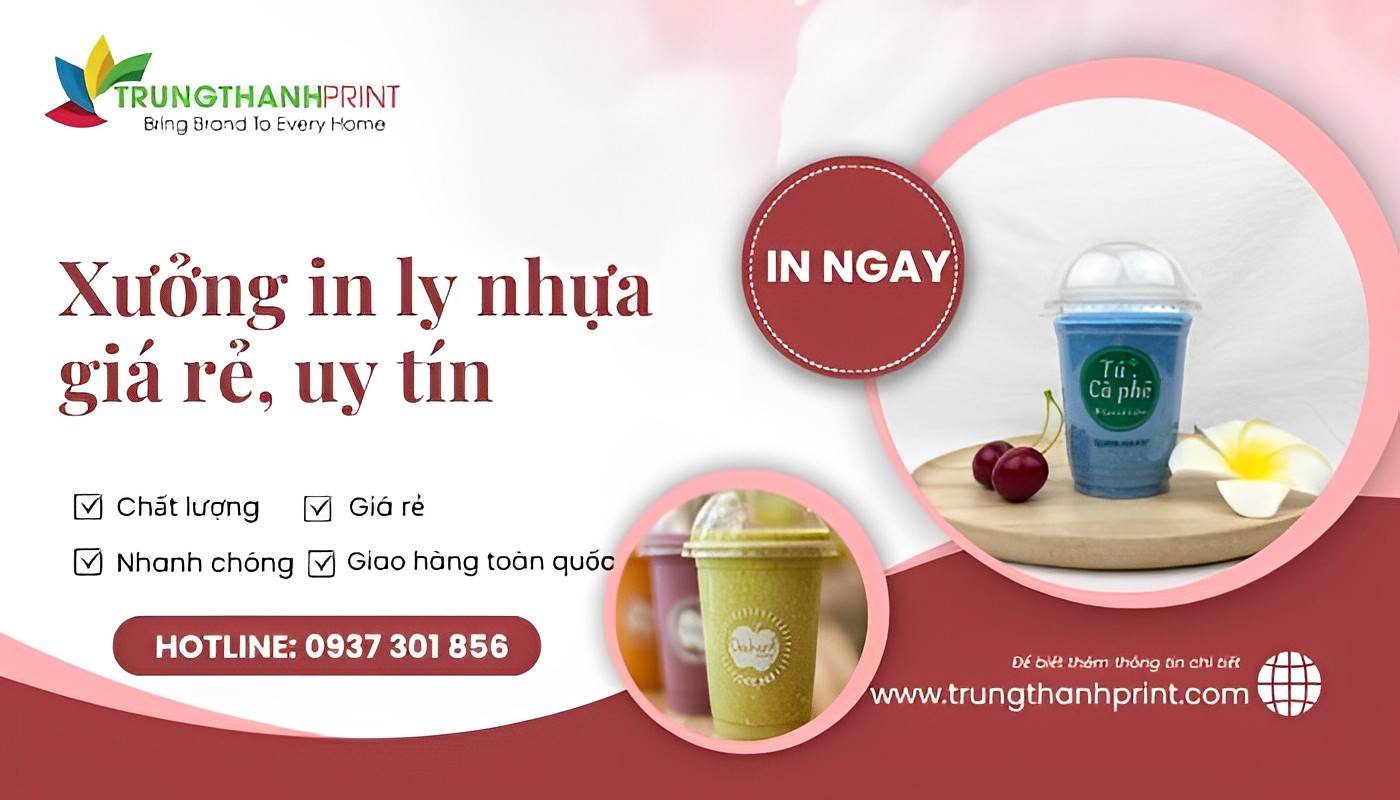 TRUNGTHANHPRINT
Bring Brand To Every Home
IN NGAY
Xưởng in ly nhựa
giá rẻ, uy tín
Tú
Cà phê
Chất lượng
Giá rẻ
Nhanh chóng
Giao hàng toàn quốc
HOTLINE: 0937 301 856
Để biết thêm thông tin chi tiết
www.trungthanhprint.com